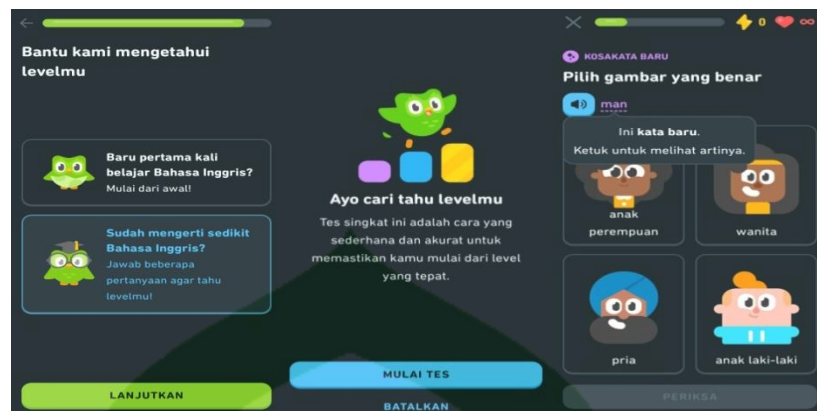 Bantu kami mengetahui
levelmu
Baru pertama kali
belajar Bahasa Inggris?
Mulai dari awal!
Sudah mengerti sedikit
Bahasa Inggris?
Jawab beberapa
pertanyaan agar tahu
levelmu!
LANJUTKAN
Ayo cari tahu levelmu
Tes singkat ini adalah cara yang
sederhana dan akurat untuk
memastikan kamu mulai dari level
yang tepat.
MULAI TES
BATALKAN
0 ∞
KOSAKATA BARU
Pilih gambar yang benar
man
Ini kata baru.
Ketuk untuk melihat artinya.
anak
perempuan
wanita
pria
anak laki-laki
PERIKSA